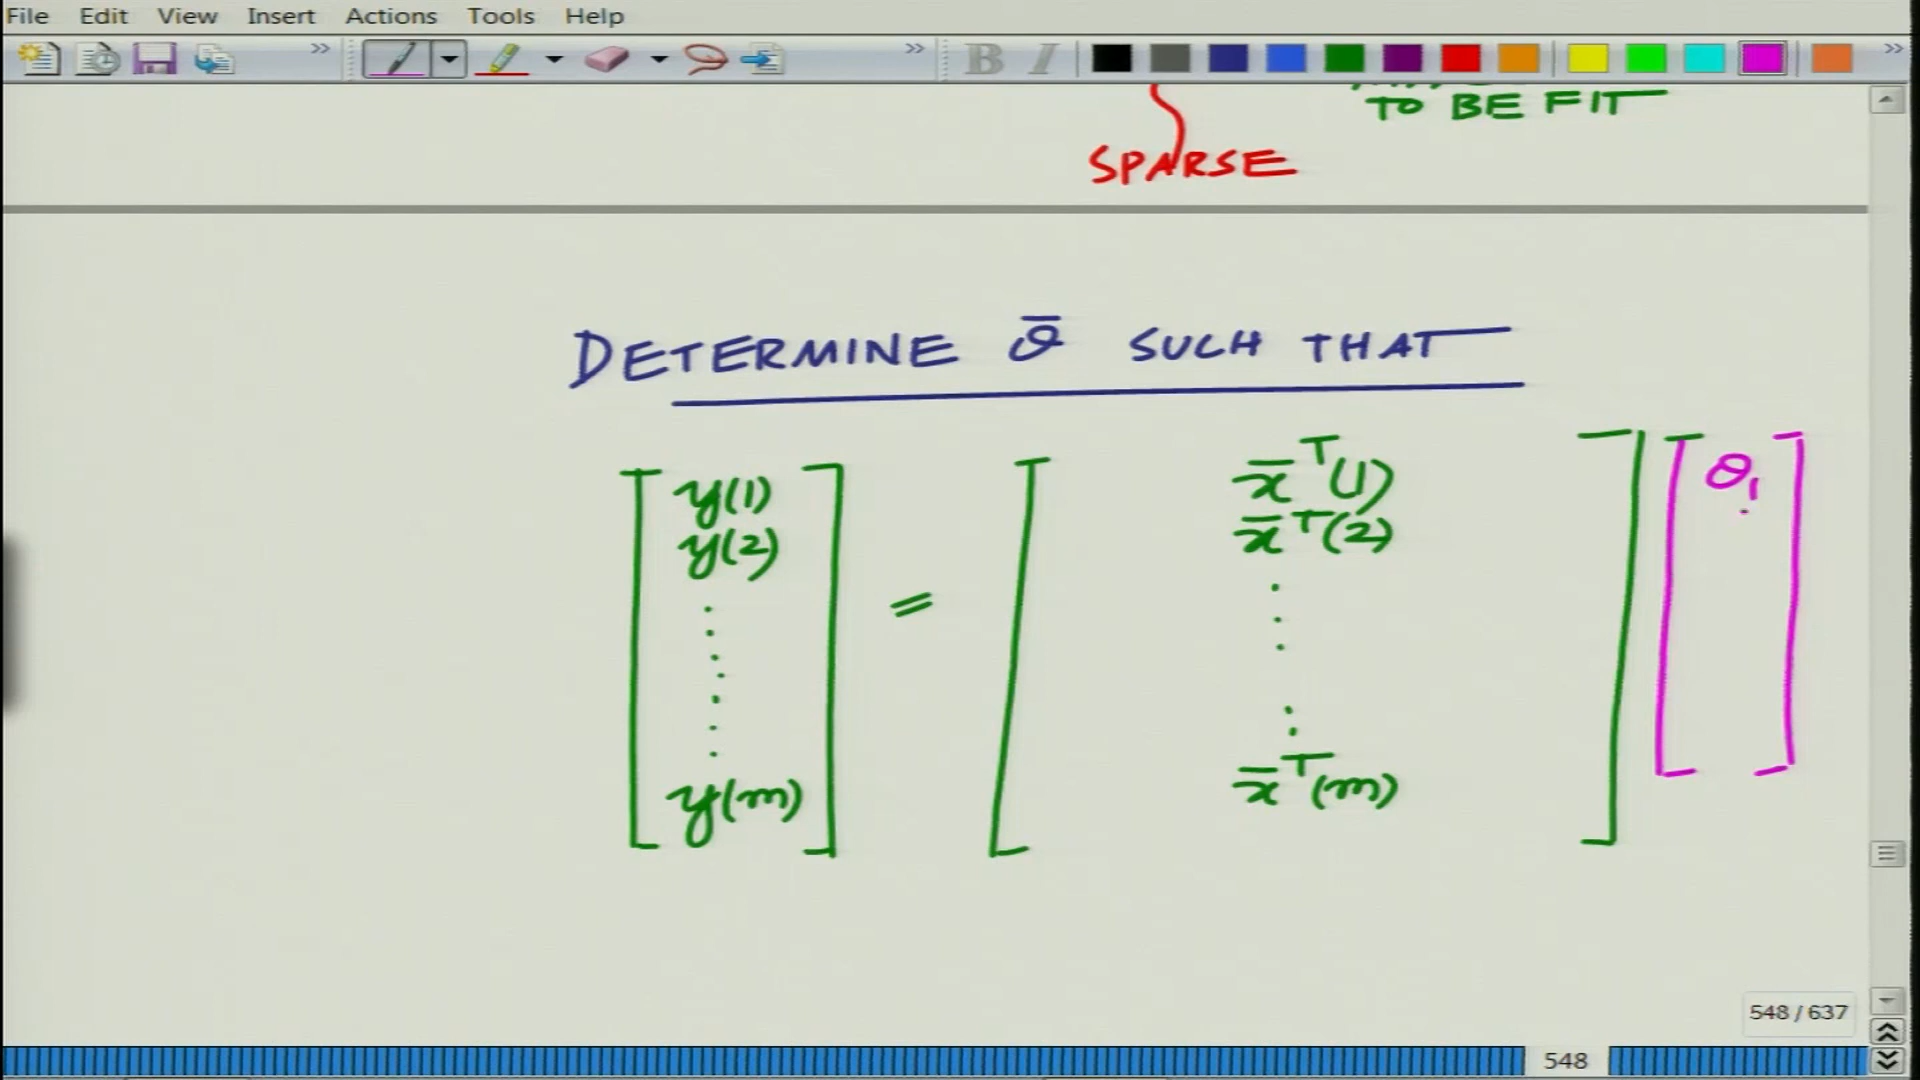 File Edit View Insert Actions Tools Help
B I
TO BE FIT
SPARSE
DETERMINE θ̄ SUCH THAT
y(1)
y(2)
y(m)
=
x̄ᵀ(1)
x̄ᵀ(2)
x̄ᵀ(m)
θ₁
548 / 637
548